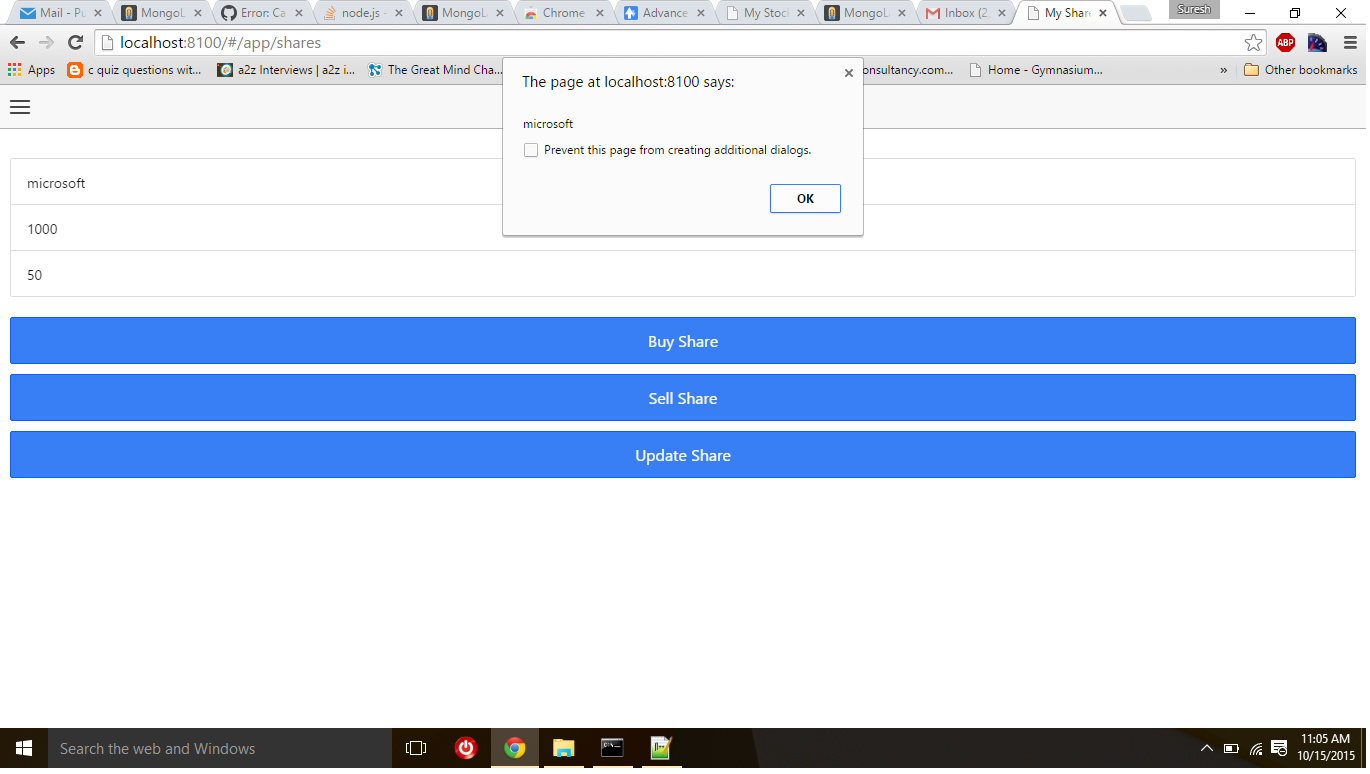 Mail - Pu
MongoL
Error: Ca
node.js -
MongoL
Chrome
Advance
My Stock
MongoL
Inbox (2,
My Share
Suresh
localhost:8100/#/app/shares
ABP
Apps
c quiz questions wit...
a2z Interviews | a2z i...
The Great Mind Cha...
onsultancy.com...
Home - Gymnasium...
»
Other bookmarks
The page at localhost:8100 says:
microsoft
Prevent this page from creating additional dialogs.
OK
microsoft
1000
50
Buy Share
Sell Share
Update Share
Search the web and Windows
11:05 AM
10/15/2015